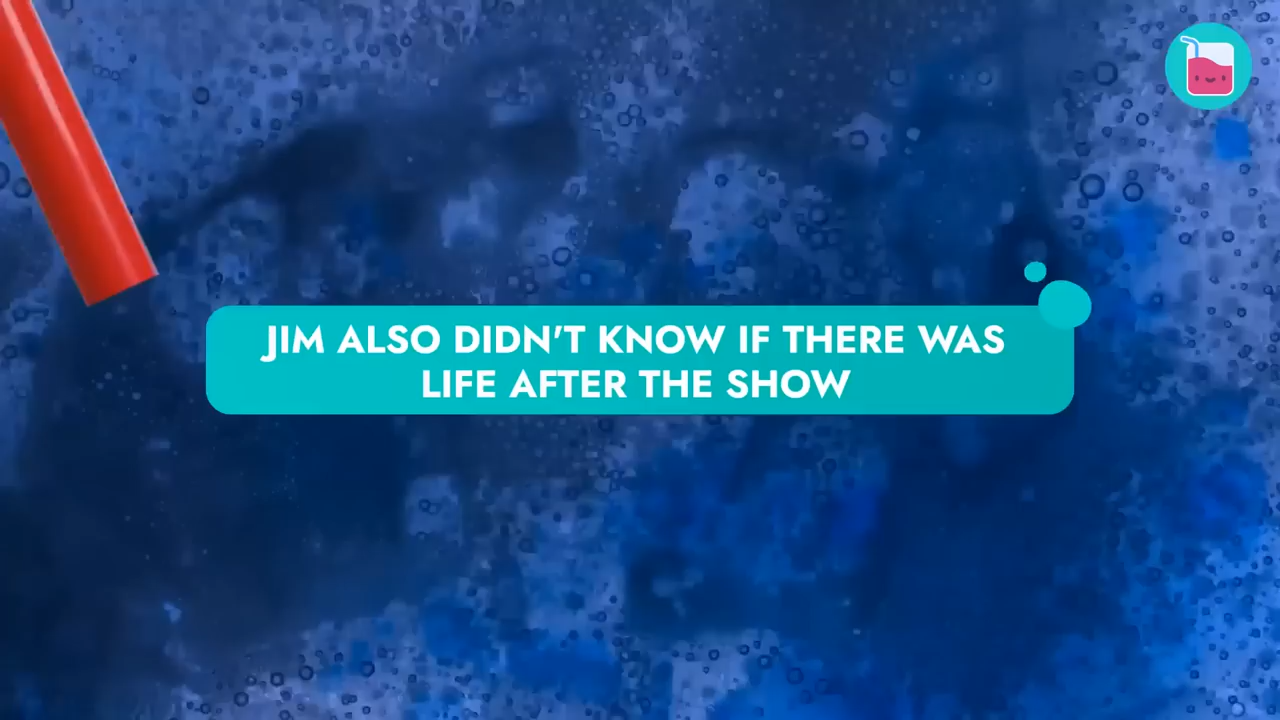 JIM ALSO DIDN'T KNOW IF THERE WAS
LIFE AFTER THE SHOW